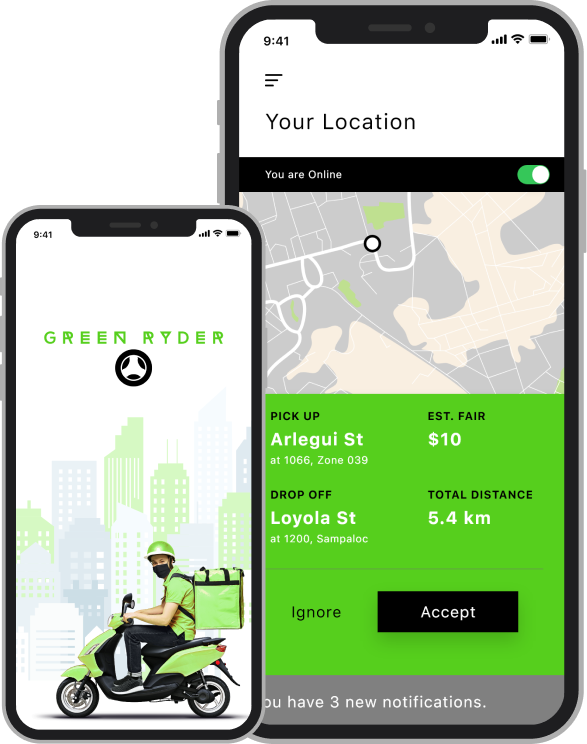 9:41
Your Location
You are Online
PICK UP
Arlegui St
at 1066, Zone 039
EST. FAIR
$10
DROP OFF
Loyola St
at 1200, Sampaloc
TOTAL DISTANCE
5.4 km
Ignore
Accept
ou have 3 new notifications.
9:41
GREEN RYDER